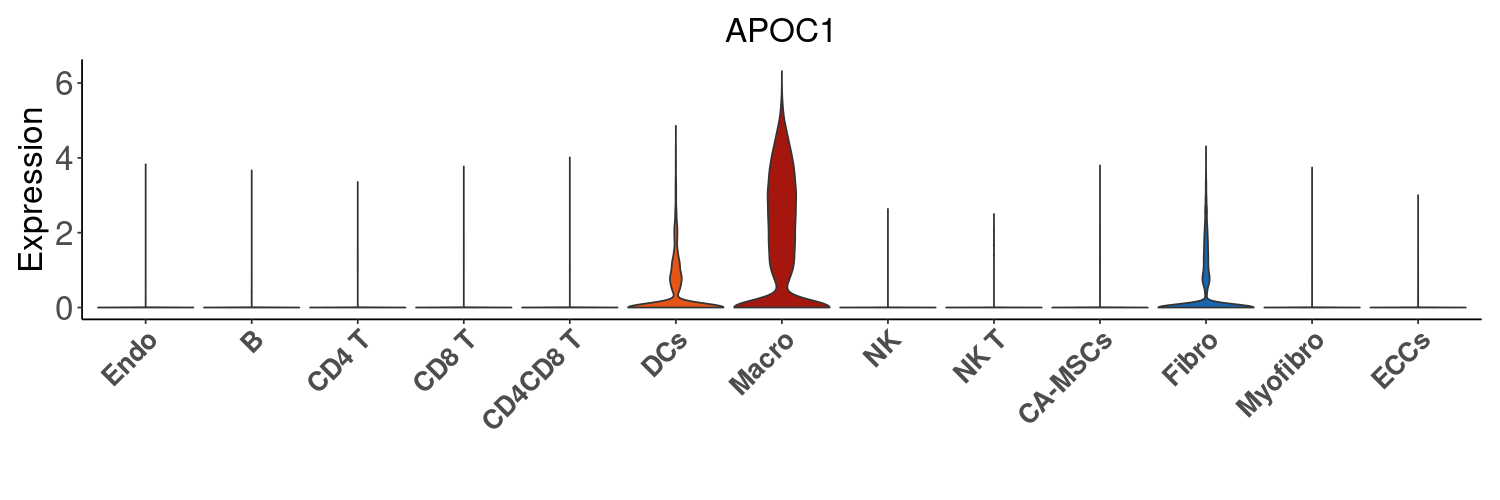 APOC1
Expression
6
4
2
0
Endo
B
CD4 T
CD8 T
CD4CD8 T
DCs
Macro
NK
NK T
CA-MSCs
Fibro
Myofibro
ECCs